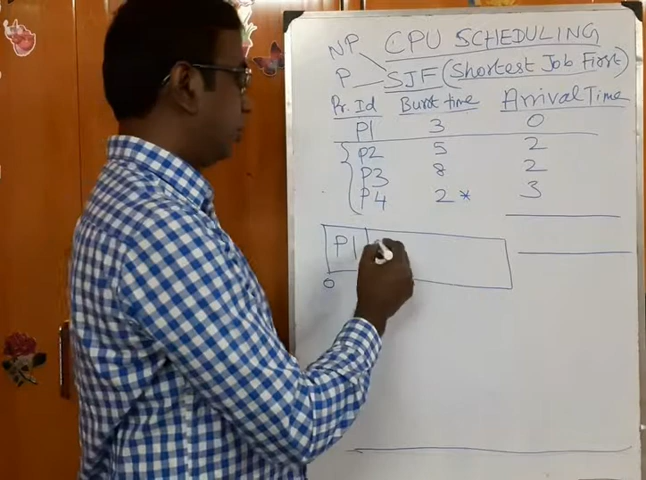 NP CPU SCHEDULING
P SJF (Shortest Job First)
Pr. Id Burst time Arrival Time
P1 3 0
P2 5 2
P3 8 2
P4 2 * 3
P1
0